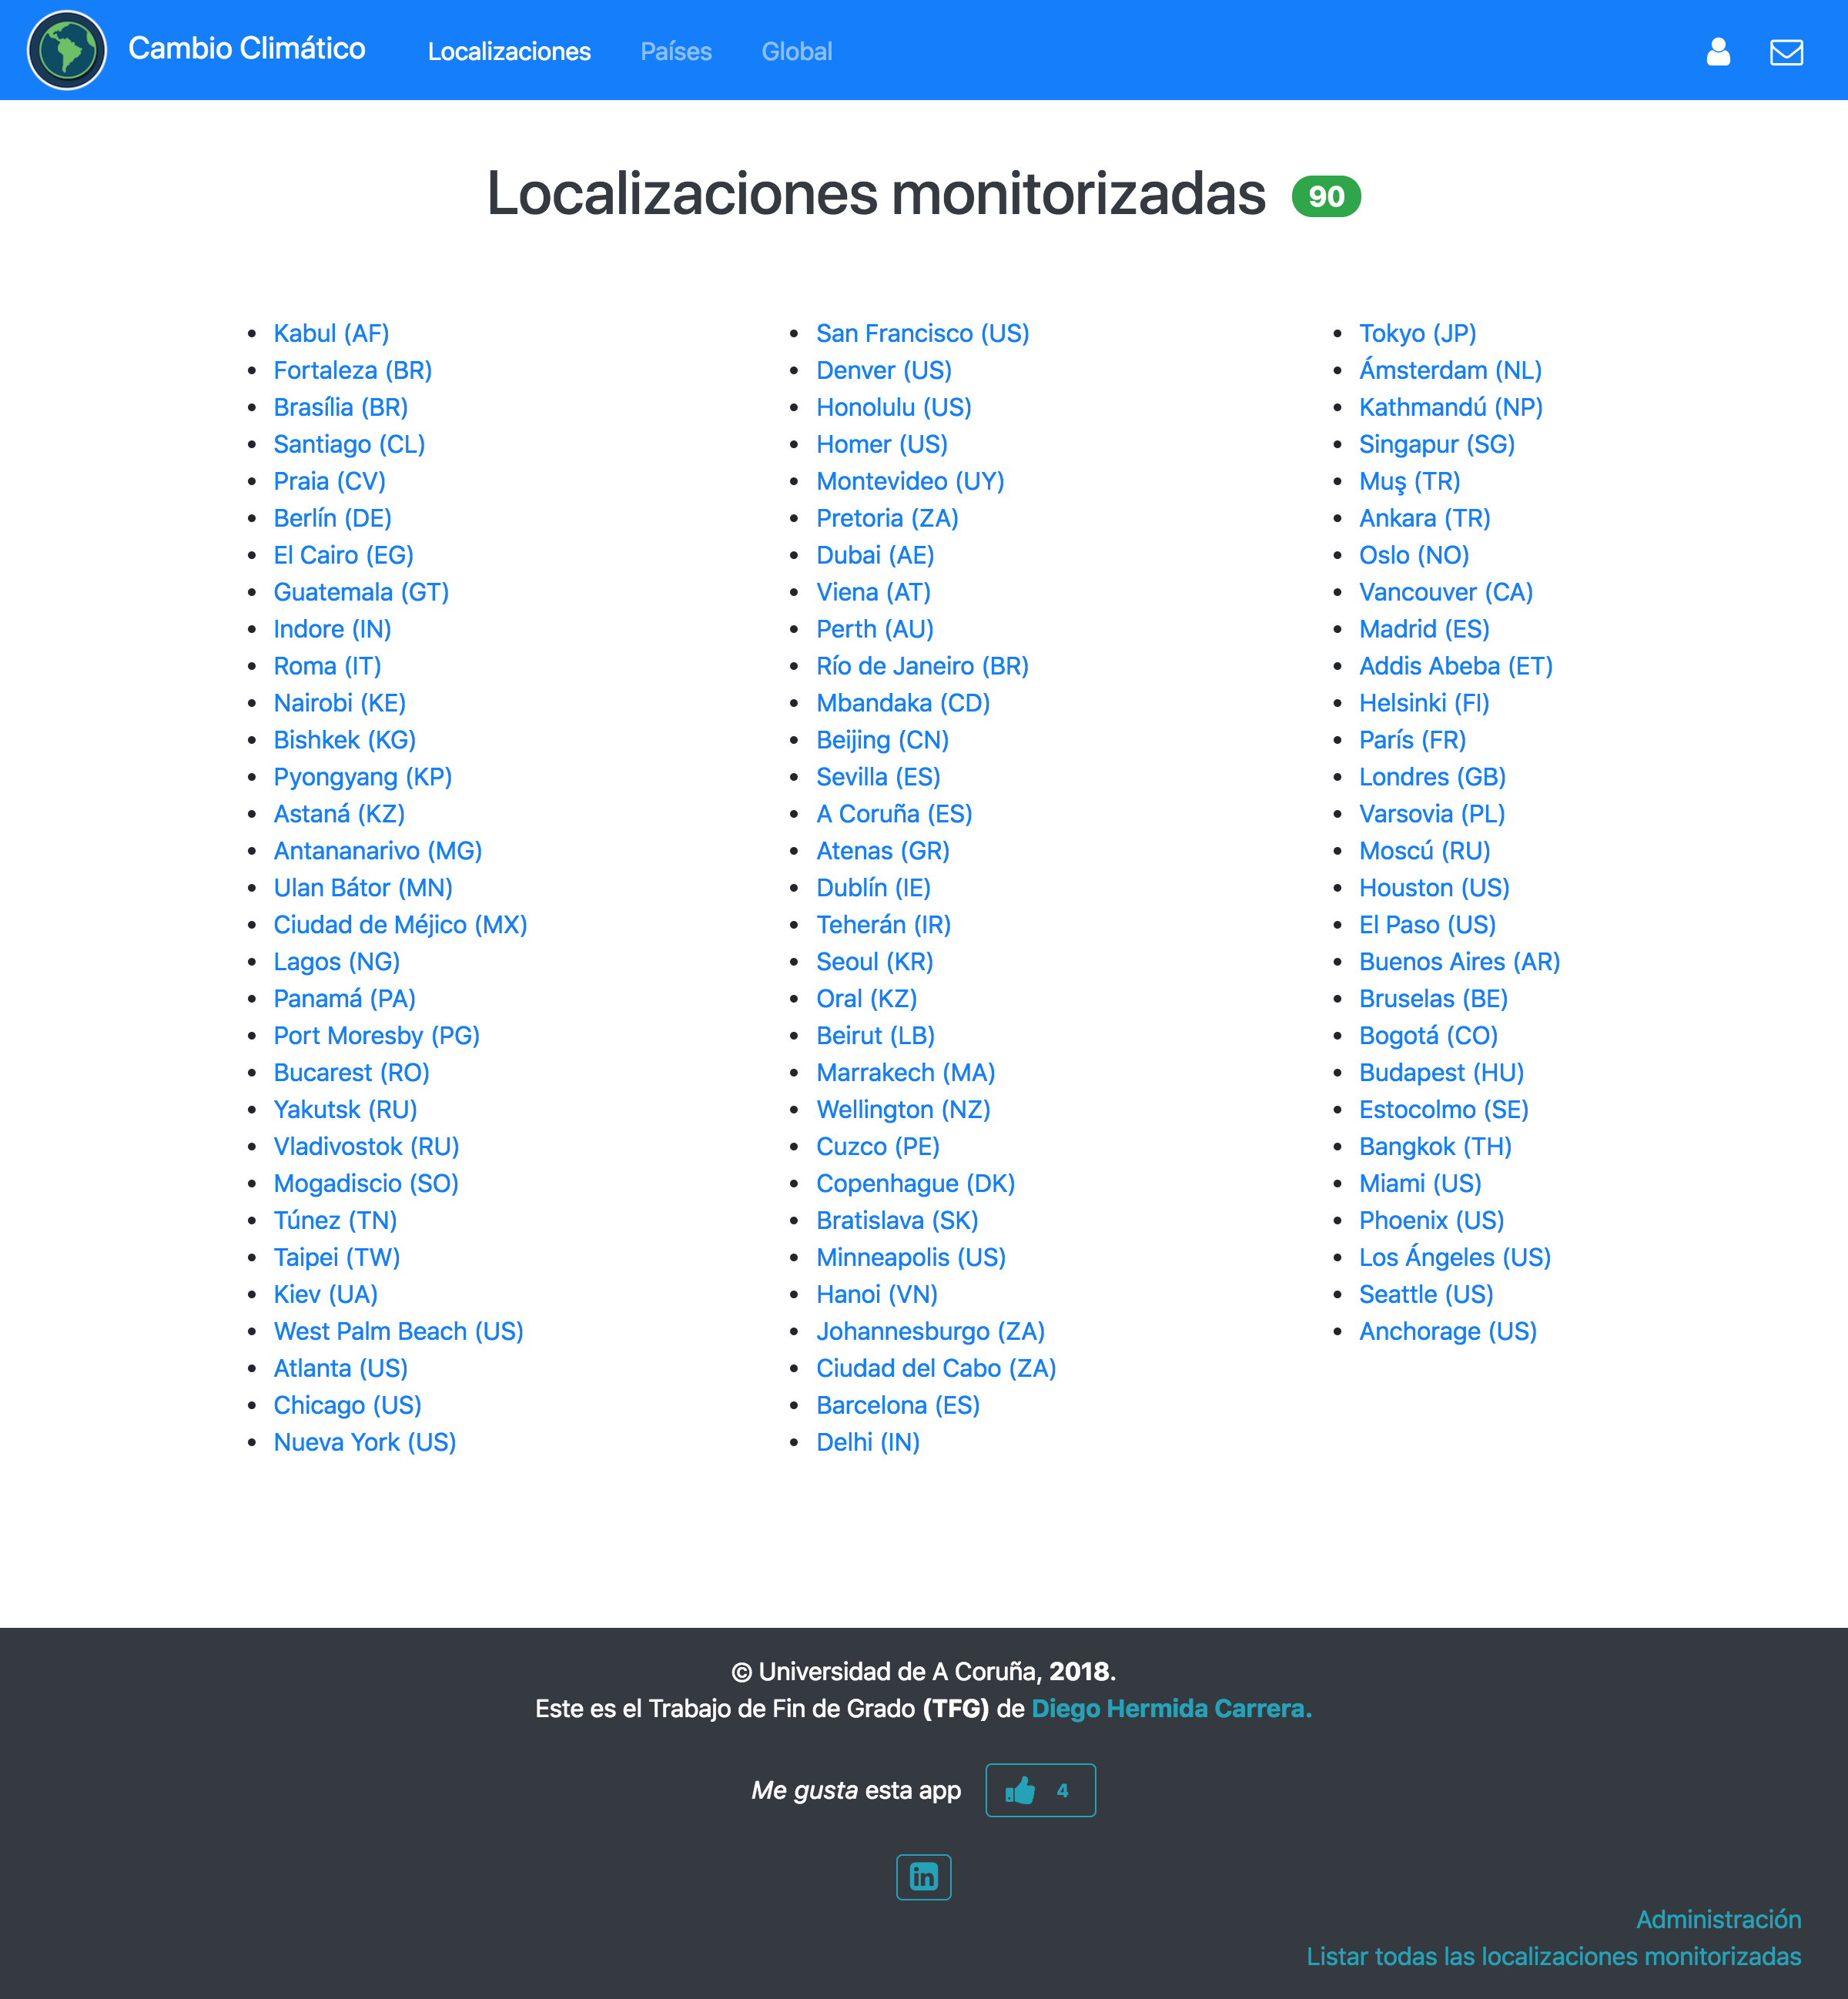 Cambio Climático
Localizaciones
Países
Global
Localizaciones monitorizadas 90
Kabul (AF)
Fortaleza (BR)
Brasília (BR)
Santiago (CL)
Praia (CV)
Berlín (DE)
El Cairo (EG)
Guatemala (GT)
Indore (IN)
Roma (IT)
Nairobi (KE)
Bishkek (KG)
Pyongyang (KP)
Astaná (KZ)
Antananarivo (MG)
Ulan Bátor (MN)
Ciudad de Méjico (MX)
Lagos (NG)
Panamá (PA)
Port Moresby (PG)
Bucarest (RO)
Yakutsk (RU)
Vladivostok (RU)
Mogadiscio (SO)
Túnez (TN)
Taipei (TW)
Kiev (UA)
West Palm Beach (US)
Atlanta (US)
Chicago (US)
Nueva York (US)
San Francisco (US)
Denver (US)
Honolulu (US)
Homer (US)
Montevideo (UY)
Pretoria (ZA)
Dubai (AE)
Viena (AT)
Perth (AU)
Río de Janeiro (BR)
Mbandaka (CD)
Beijing (CN)
Sevilla (ES)
A Coruña (ES)
Atenas (GR)
Dublín (IE)
Teherán (IR)
Seoul (KR)
Oral (KZ)
Beirut (LB)
Marrakech (MA)
Wellington (NZ)
Cuzco (PE)
Copenhague (DK)
Bratislava (SK)
Minneapolis (US)
Hanoi (VN)
Johannesburgo (ZA)
Ciudad del Cabo (ZA)
Barcelona (ES)
Delhi (IN)
Tokyo (JP)
Ámsterdam (NL)
Kathmandú (NP)
Singapur (SG)
Muş (TR)
Ankara (TR)
Oslo (NO)
Vancouver (CA)
Madrid (ES)
Addis Abeba (ET)
Helsinki (FI)
París (FR)
Londres (GB)
Varsovia (PL)
Moscú (RU)
Houston (US)
El Paso (US)
Buenos Aires (AR)
Bruselas (BE)
Bogotá (CO)
Budapest (HU)
Estocolmo (SE)
Bangkok (TH)
Miami (US)
Phoenix (US)
Los Ángeles (US)
Seattle (US)
Anchorage (US)
© Universidad de A Coruña, 2018.
Este es el Trabajo de Fin de Grado (TFG) de Diego Hermida Carrera.
Me gusta esta app 4
in
Administración
Listar todas las localizaciones monitorizadas